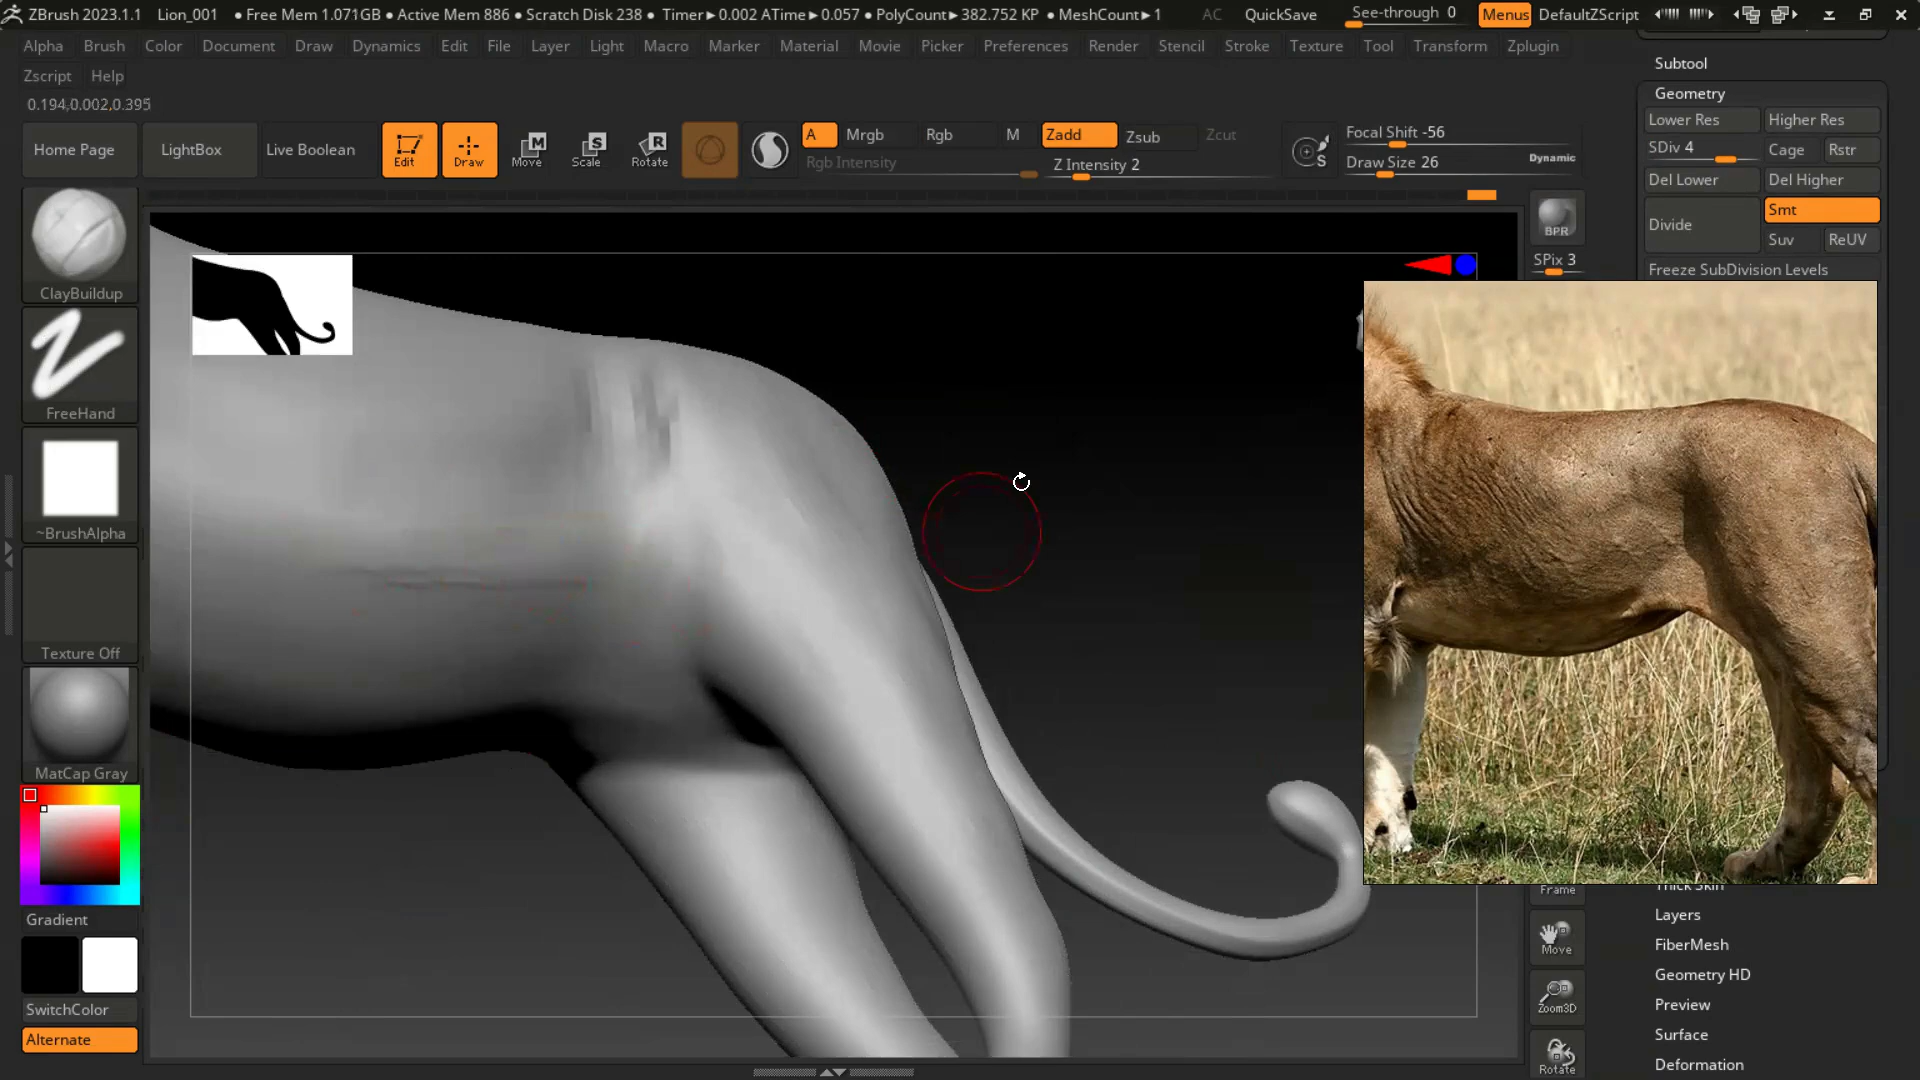 ZBrush 2023.1.1 Lion_001 • Free Mem 1.071GB • Active Mem 886 • Scratch Disk 238 • Timer►0.002 ATime►0.057 • PolyCount►382.752 KP • MeshCount►1 AC QuickSave See-through 0 Menus DefaultZScript
Alpha Brush Color Document Draw Dynamics Edit File Layer Light Macro Marker Material Movie Picker Preferences Render Stencil Stroke Texture Tool Transform Zplugin
Zscript Help
0.194,0.002,0.395
Home Page LightBox Live Boolean Edit Draw Move Scale Rotate
A Mrgb Rgb M Zadd Zsub Zcut
Rgb Intensity Z Intensity 2
Focal Shift -56
Draw Size 26 Dynamic
ClayBuildup
FreeHand
~BrushAlpha
Texture Off
MatCap Gray
Gradient
SwitchColor
Alternate
BPR
SPix 3
Frame
Move
Zoom3D
Rotate
Subtool
Geometry
Lower Res Higher Res
SDiv 4 Cage Rstr
Del Lower Del Higher
Divide Smt
Suv ReUV
Freeze SubDivision Levels
Thick Skin
Layers
FiberMesh
Geometry HD
Preview
Surface
Deformation